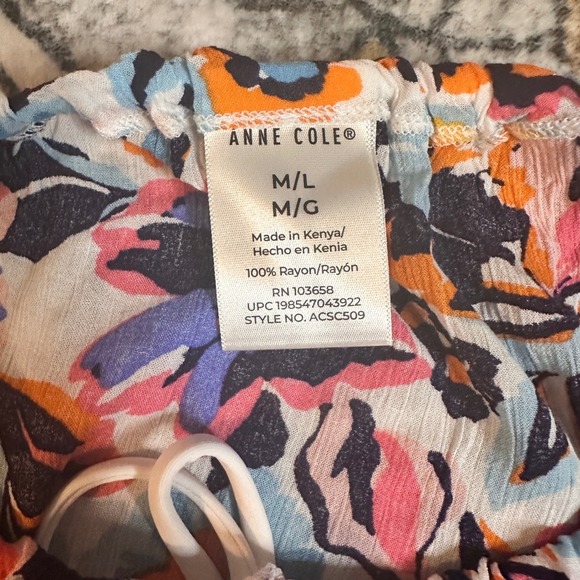 ANNE COLE®
M/L
M/G
Made in Kenya/
Hecho en Kenia
100% Rayon/Rayón
RN 103658
UPC 198547043922
STYLE NO. ACSC509